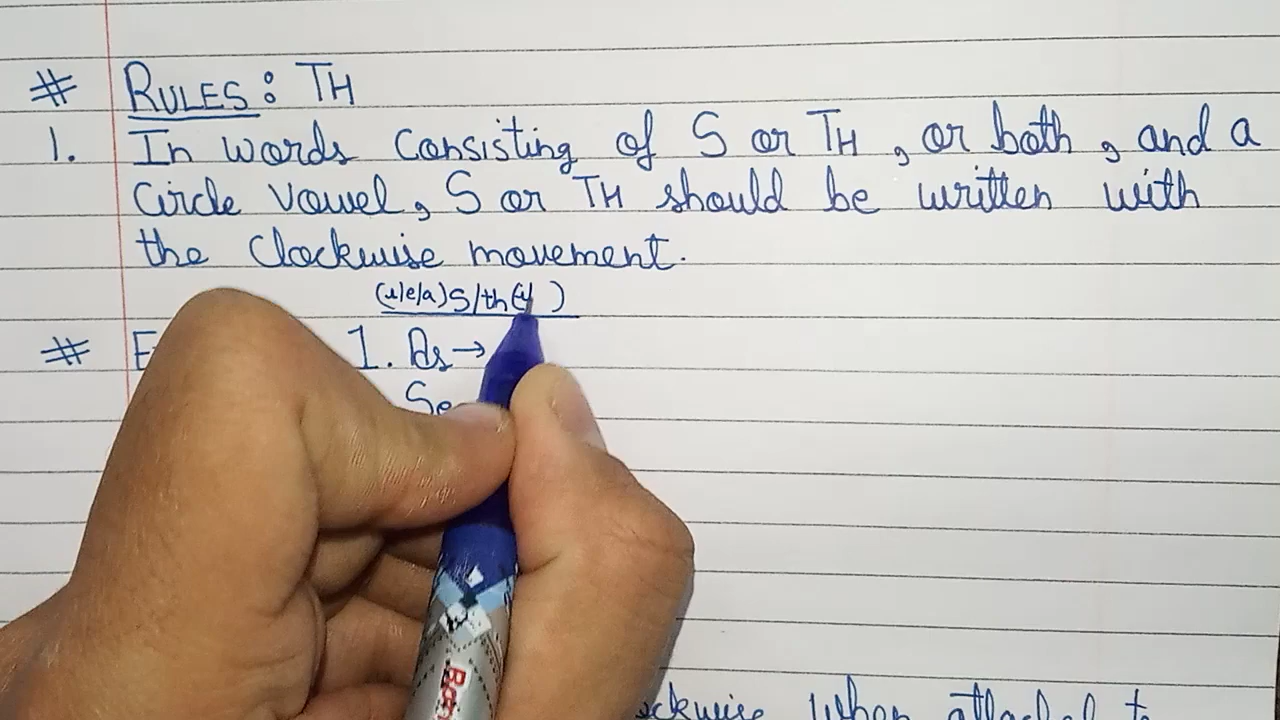 # RULES: TH
1. In words consisting of S or TH, or both, and a
circle vowel, S or TH should be written with
the clockwise movement.
S/th
# 1. As →
Se
when attached to